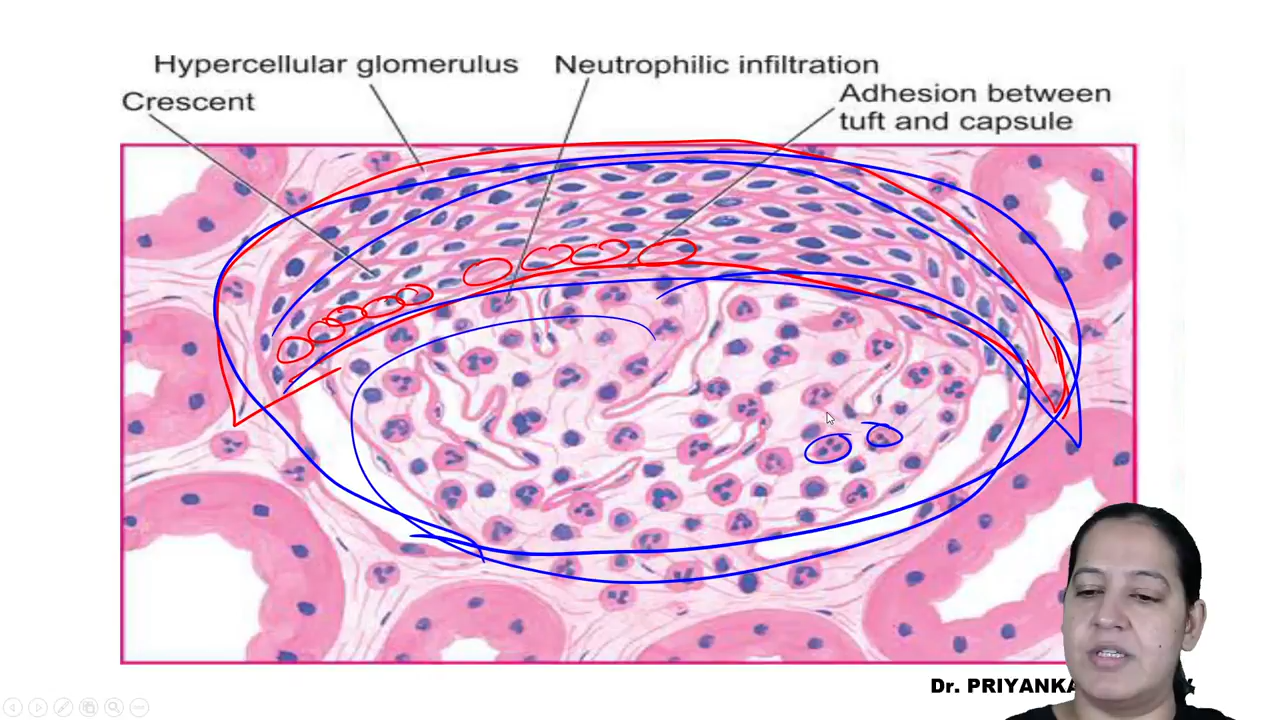 Hypercellular glomerulus
Neutrophilic infiltration
Crescent
Adhesion between
tuft and capsule
Dr. PRIYANKA